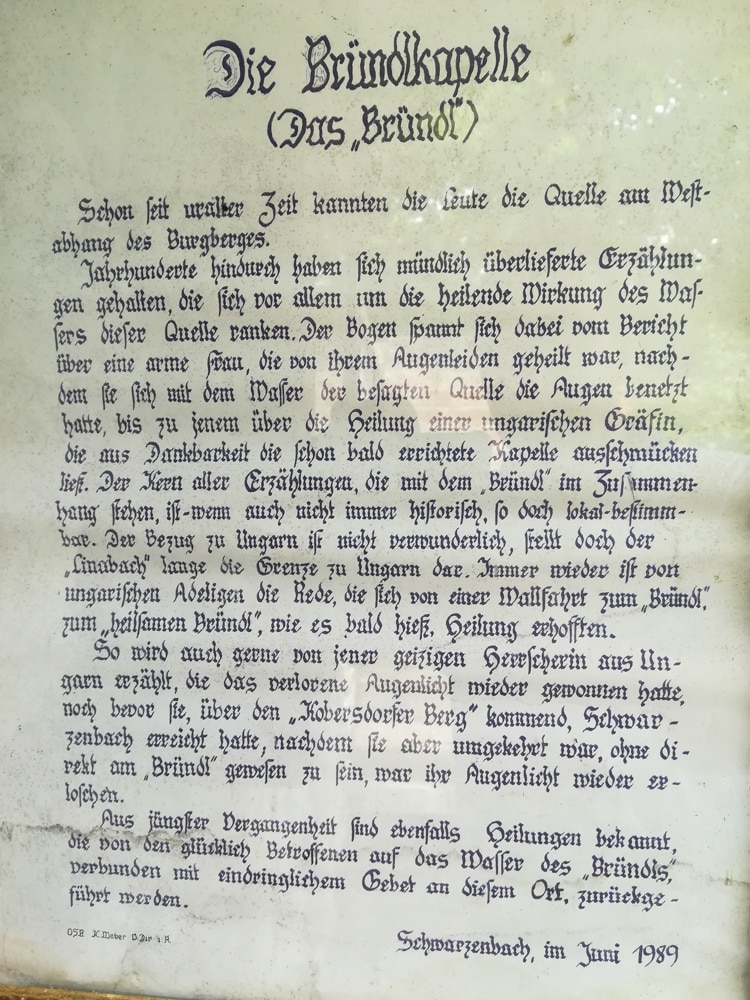 Die Bründlkapelle
(Das „Bründl")
Schon seit uralter Zeit kannten die Leute die Quelle am West-
abhang des Burgberges.
Jahrhunderte hindurch haben sich mündlich überlieferte Erzählun-
gen gehalten, die sich vor allem um die heilende Wirkung des Was-
sers dieser Quelle ranken. Der Bogen spannt sich dabei vom Bericht
über eine arme Frau, die von ihrem Augenleiden geheilt war, nach-
dem sie sich mit dem Wasser der besagten Quelle die Augen benetzt
hatte, bis zu jenem über die Heilung einer ungarischen Gräfin,
die aus Dankbarkeit die schon bald errichtete Kapelle ausschmücken
ließ. Der Kern aller Erzählungen, die mit dem „Bründl" im Zusammen-
hang stehen, ist-wenn auch nicht immer historisch, so doch lokal-bestimm-
bar. Der Bezug zu Ungarn ist nicht verwunderlich, stellt doch der
„Linabach" lange die Grenze zu Ungarn dar. Immer wieder ist von
ungarischen Adeligen die Rede, die sich von einer Wallfahrt zum „Bründl",
zum „heilsamen Bründl", wie es bald hieß, Heilung erhofften.
So wird auch gerne von jener geizigen Herrscherin aus Un-
garn erzählt, die das verlorene Augenlicht wieder gewonnen hatte,
noch bevor sie, über den „Kobersdorfer Berg" kommend, Schwar-
zenbach erreicht hatte, nachdem sie aber umgekehrt war, ohne di-
rekt am „Bründl" gewesen zu sein, war ihr Augenlicht wieder er-
loschen.
Aus jüngster Vergangenheit sind ebenfalls Heilungen bekannt,
die von den glücklich Betroffenen auf das Wasser des „Bründls",
verbunden mit eindringlichem Gebet an diesem Ort, zurückge-
führt werden.
K. Weber
Schwarzenbach, im Juni 1989